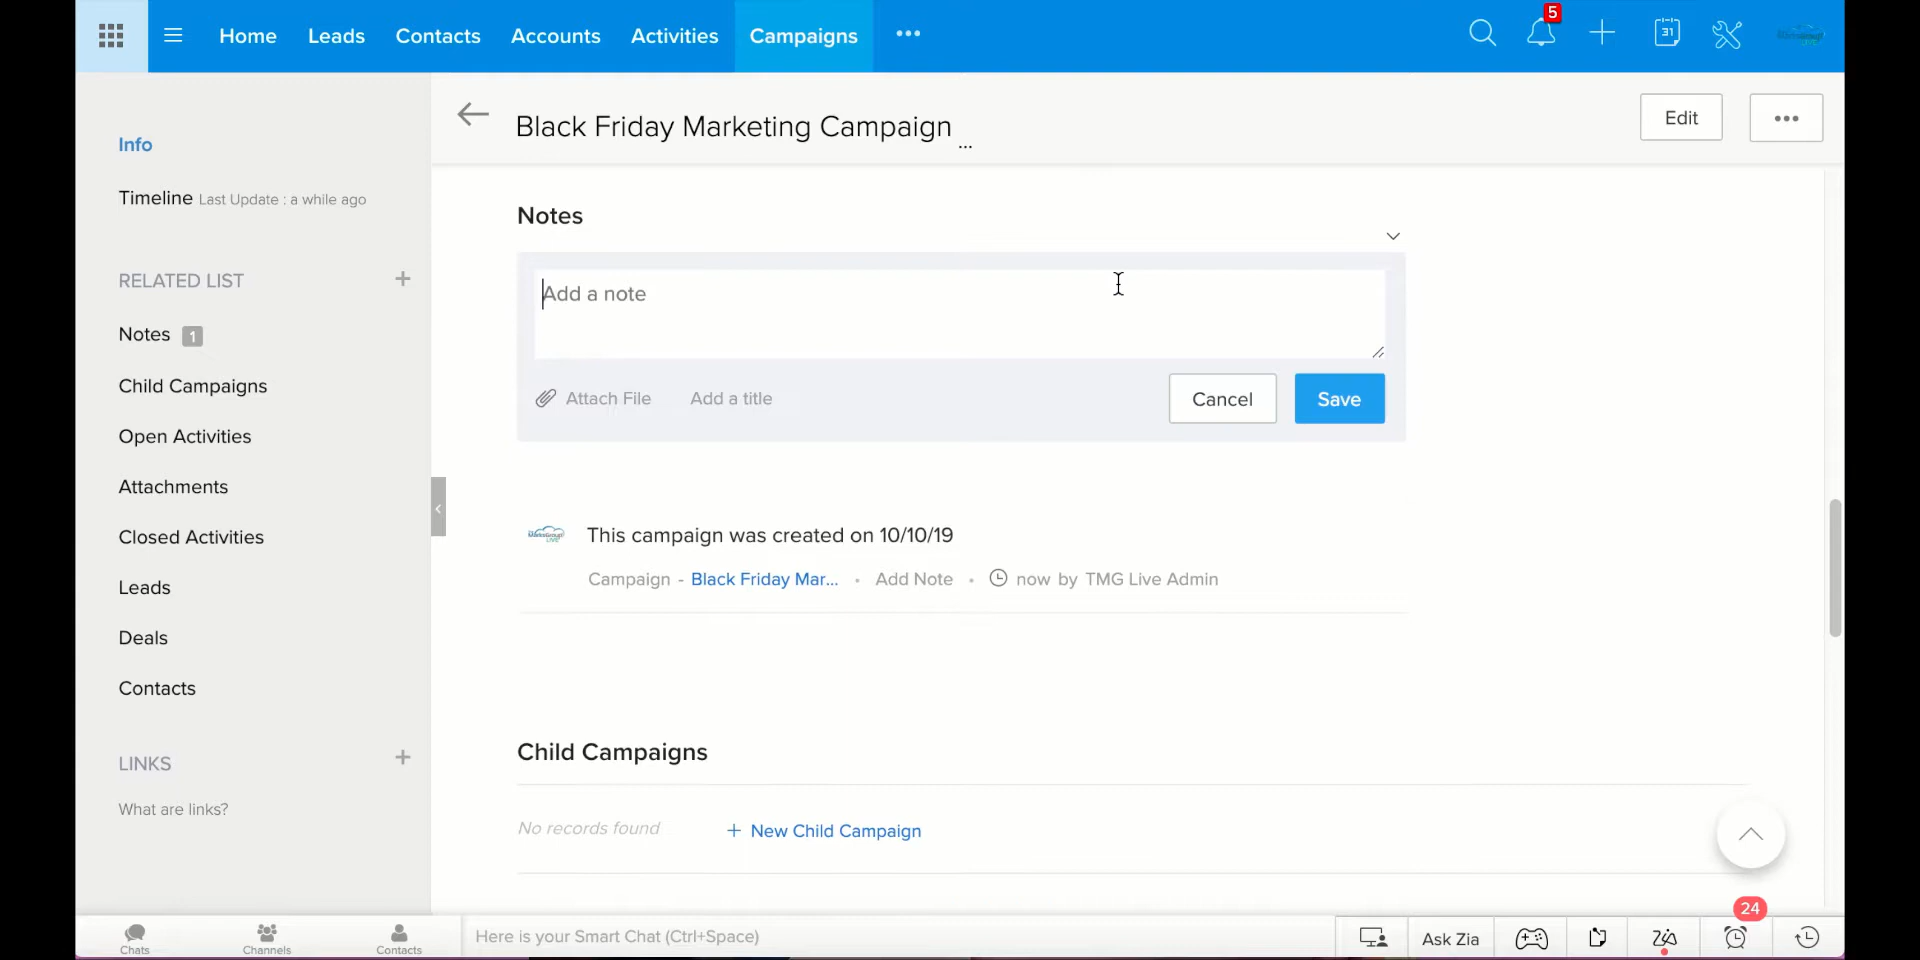 Home Leads Contacts Accounts Activities Campaigns •••
5
31
Black Friday Marketing Campaign
...
Edit
•••
Info
Timeline Last Update : a while ago
RELATED LIST +
Notes 1
Child Campaigns
Open Activities
Attachments
Closed Activities
Leads
Deals
Contacts
LINKS +
What are links?
Notes
Add a note
Attach File Add a title
Cancel Save
This campaign was created on 10/10/19
Campaign - Black Friday Mar... • Add Note • now by TMG Live Admin
Child Campaigns
No records found + New Child Campaign
24
Chats Channels Contacts
Here is your Smart Chat (Ctrl+Space)
Ask Zia